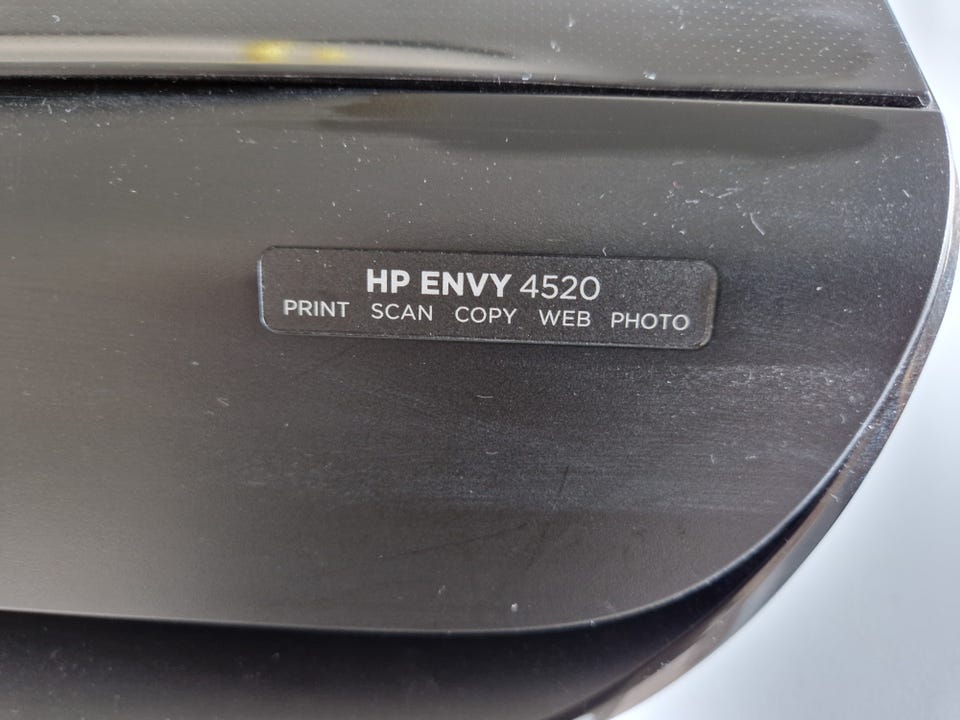 HP ENVY 4520
PRINT SCAN COPY WEB PHOTO